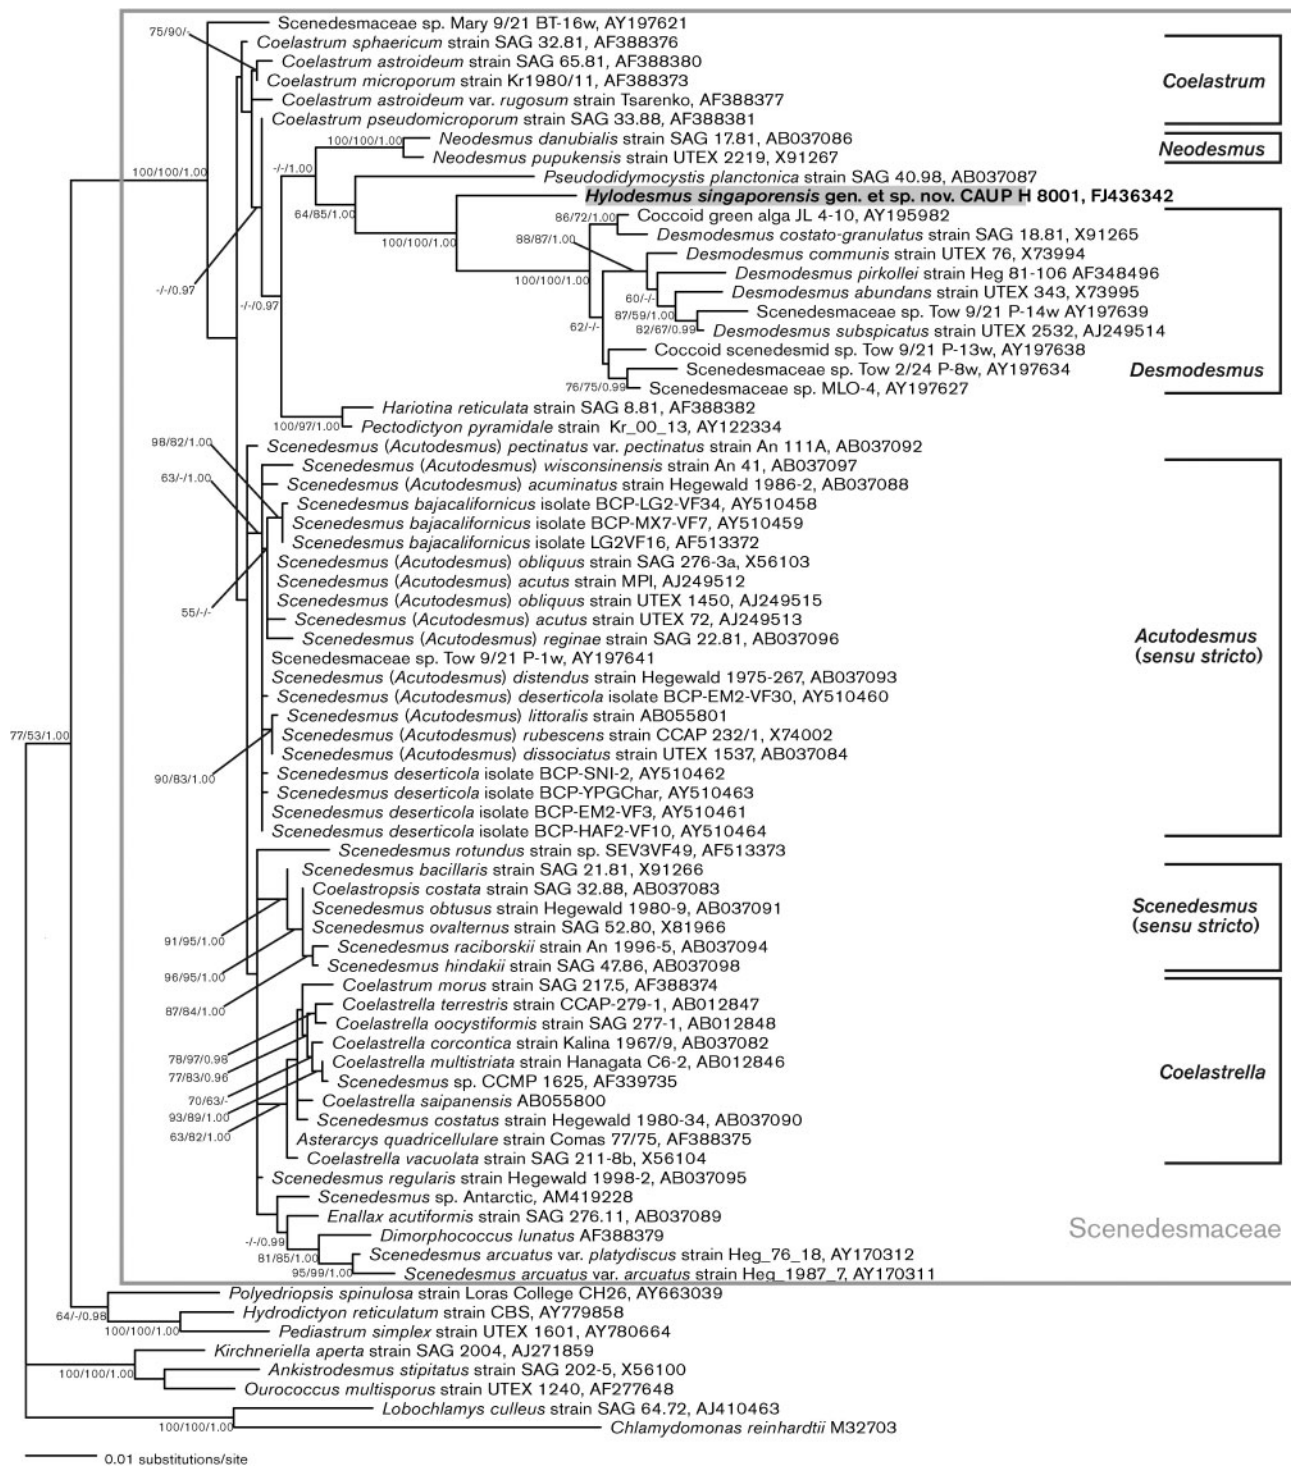 Scenedesmaceae sp. Mary 9/21 BT-16w, AY197621
75/90/-
Coelastrum sphaericum strain SAG 32.81, AF388376
Coelastrum astroideum strain SAG 65.81, AF388380
Coelastrum microporum strain Kr1980/11, AF388373
Coelastrum
Coelastrum astroideum var. rugosum strain Tsarenko, AF388377
Coelastrum pseudomicroporum strain SAG 33.88, AF388381
Neodesmus danubialis strain SAG 17.81, AB037086
100/100/1.00
Neodesmus
Neodesmus pupukensis strain UTEX 2219, X91267
-/-/1.00
100/100/1.00
Pseudodidymocystis planctonica strain SAG 40.98, AB037087
Hylodesmus singaporensis gen. et sp. nov. CAUP H 8001, FJ436342
64/85/1.00
86/72/1.00
Coccoid green alga JL 4-10, AY195982
Desmodesmus costato-granulatus strain SAG 18.81, X91265
88/87/1.00
100/100/1.00
Desmodesmus communis strain UTEX 76, X73994
Desmodesmus pirkollei strain Heg 81-106 AF348496
100/100/1.00
-/-/0.97
Desmodesmus abundans strain UTEX 343, X73995
60/-/-
-/-/0.97
Scenedesmaceae sp. Tow 9/21 P-14w AY197639
87/59/1.00
62/-/-
82/67/0.99
Desmodesmus subspicatus strain UTEX 2532, AJ249514
Coccoid scenedesmid sp. Tow 9/21 P-13w, AY197638
Scenedesmaceae sp. Tow 2/24 P-8w, AY197634
Desmodesmus
76/75/0.99
Scenedesmaceae sp. MLO-4, AY197627
Hariotina reticulata strain SAG 8.81, AF388382
100/97/1.00
Pectodictyon pyramidale strain Kr_00_13, AY122334
98/82/1.00
Scenedesmus (Acutodesmus) pectinatus var. pectinatus strain An 111A, AB037092
Scenedesmus (Acutodesmus) wisconsinensis strain An 41, AB037097
63/-/1.00
Scenedesmus (Acutodesmus) acuminatus strain Hegewald 1986-2, AB037088
Scenedesmus bajacalifornicus isolate BCP-LG2-VF34, AY510458
Scenedesmus bajacalifornicus isolate BCP-MX7-VF7, AY510459
Scenedesmus bajacalifornicus isolate LG2VF16, AF513372
Scenedesmus (Acutodesmus) obliquus strain SAG 276-3a, X56103
Scenedesmus (Acutodesmus) acutus strain MPI, AJ249512
Scenedesmus (Acutodesmus) obliquus strain UTEX 1450, AJ249515
55/-/-
Scenedesmus (Acutodesmus) acutus strain UTEX 72, AJ249513
Scenedesmus (Acutodesmus) reginae strain SAG 22.81, AB037096
Acutodesmus
(sensu stricto)
Scenedesmaceae sp. Tow 9/21 P-1w, AY197641
Scenedesmus (Acutodesmus) distendus strain Hegewald 1975-267, AB037093
Scenedesmus (Acutodesmus) deserticola isolate BCP-EM2-VF30, AY510460
Scenedesmus (Acutodesmus) littoralis strain AB055801
77/53/1.00
Scenedesmus (Acutodesmus) rubescens strain CCAP 232/1, X74002
Scenedesmus (Acutodesmus) dissociatus strain UTEX 1537, AB037084
90/83/1.00
Scenedesmus deserticola isolate BCP-SNI-2, AY510462
Scenedesmus deserticola isolate BCP-YPGChar, AY510463
Scenedesmus deserticola isolate BCP-EM2-VF3, AY510461
Scenedesmus deserticola isolate BCP-HAF2-VF10, AY510464
Scenedesmus rotundus strain sp. SEV3VF49, AF513373
Scenedesmus bacillaris strain SAG 21.81, X91266
Coelastropsis costata strain SAG 32.88, AB037083
Scenedesmus obtusus strain Hegewald 1980-9, AB037091
Scenedesmus
(sensu stricto)
Scenedesmus ovalternus strain SAG 52.80, X81966
91/95/1.00
Scenedesmus raciborskii strain An 1996-5, AB037094
Scenedesmus hindakii strain SAG 47.86, AB037098
96/95/1.00
Coelastrum morus strain SAG 217.5, AF388374
Coelastrella terrestris strain CCAP-279-1, AB012847
87/84/1.00
Coelastrella oocystiformis strain SAG 277-1, AB012848
Coelastrella corcontica strain Kalina 1967/9, AB037082
78/97/0.98
Coelastrella multistriata strain Hanagata C6-2, AB012846
77/83/0.96
Coelastrella
Scenedesmus sp. CCMP 1625, AF339735
70/63/-
Coelastrella saipanensis AB055800
93/89/1.00
Scenedesmus costatus strain Hegewald 1980-34, AB037090
63/82/1.00
Asterarcys quadricellulare strain Comas 77/75, AF388375
Coelastrella vacuolata strain SAG 211-8b, X56104
Scenedesmus regularis strain Hegewald 1998-2, AB037095
Scenedesmus sp. Antarctic, AM419228
Enallax acutiformis strain SAG 276.11, AB037089
Scenedesmaceae
Dimorphococcus lunatus AF388379
-/-/0.99
81/85/1.00
Scenedesmus arcuatus var. platydiscus strain Heg_76_18, AY170312
95/99/1.00
Scenedesmus arcuatus var. arcuatus strain Heg_1987_7, AY170311
Polyedriopsis spinulosa strain Loras College CH26, AY663039
64/-/0.98
Hydrodictyon reticulatum strain CBS, AY779858
100/100/1.00
Pediastrum simplex strain UTEX 1601, AY780664
Kirchneriella aperta strain SAG 2004, AJ271859
100/100/1.00
Ankistrodesmus stipitatus strain SAG 202-5, X56100
Ourococcus multisporus strain UTEX 1240, AF277648
Lobochlamys culleus strain SAG 64.72, AJ410463
100/100/1.00
Chlamydomonas reinhardtii M32703
0.01 substitutions/site